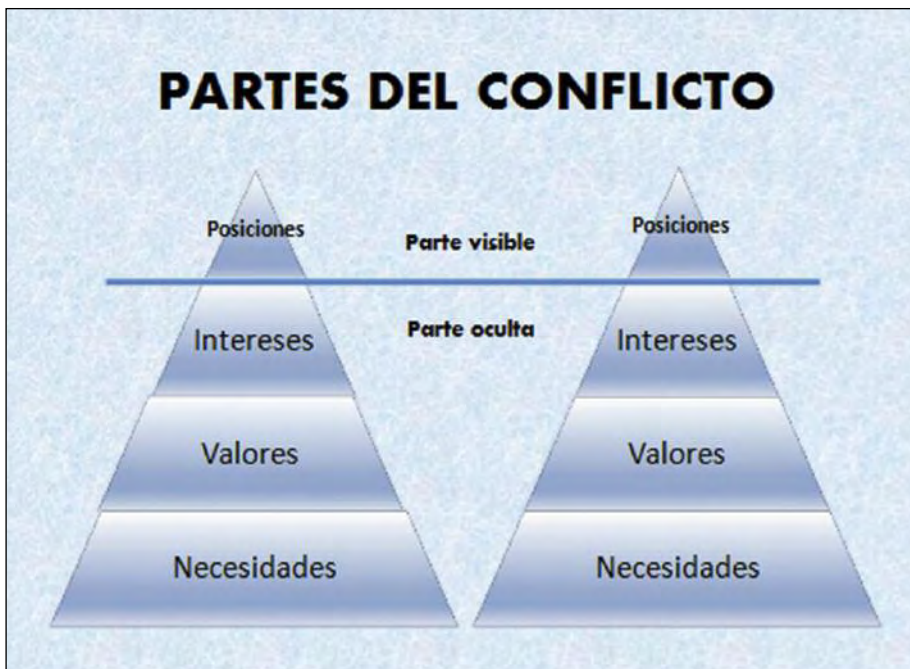 PARTES DEL CONFLICTO
Posiciones
Parte visible
Posiciones
Intereses
Parte oculta
Intereses
Valores
Valores
Necesidades
Necesidades